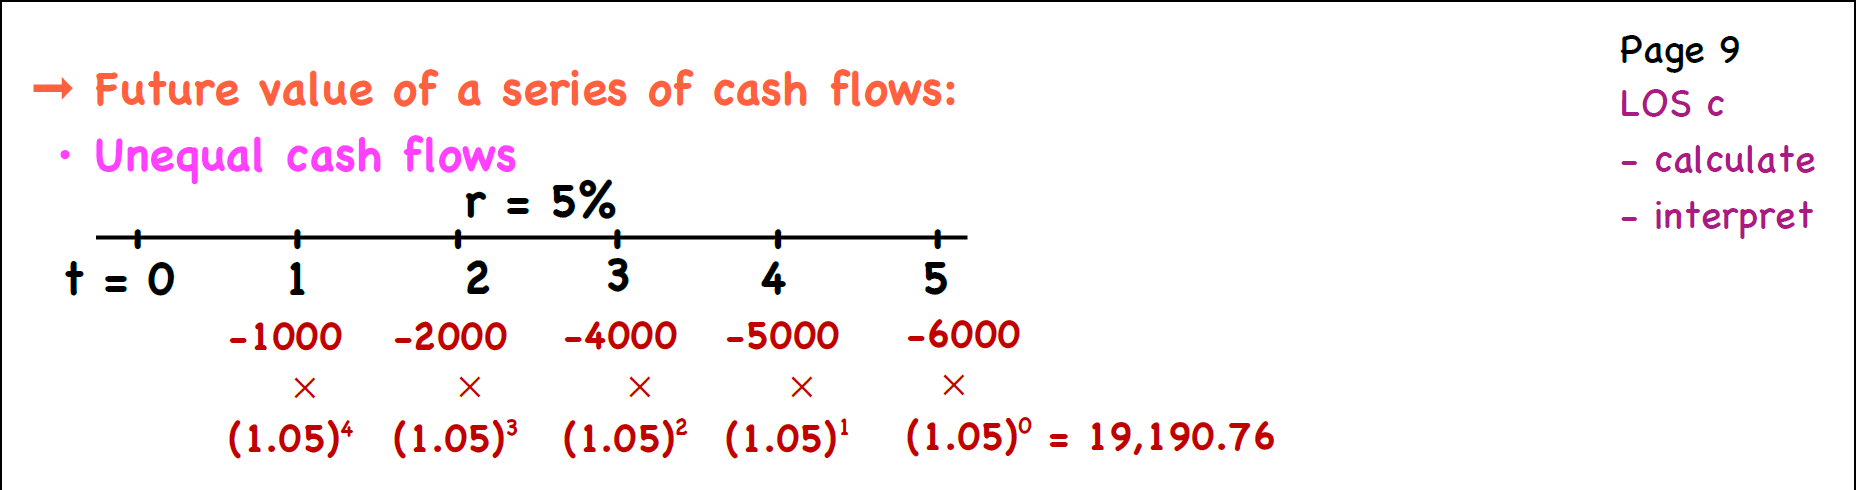 → Future value of a series of cash flows:
• Unequal cash flows
r = 5%
t = 0 1 2 3 4 5
-1000 -2000 -4000 -5000 -6000
× × × × ×
(1.05)⁴ (1.05)³ (1.05)² (1.05)¹ (1.05)⁰ = 19,190.76
Page 9
LOS c
- calculate
- interpret